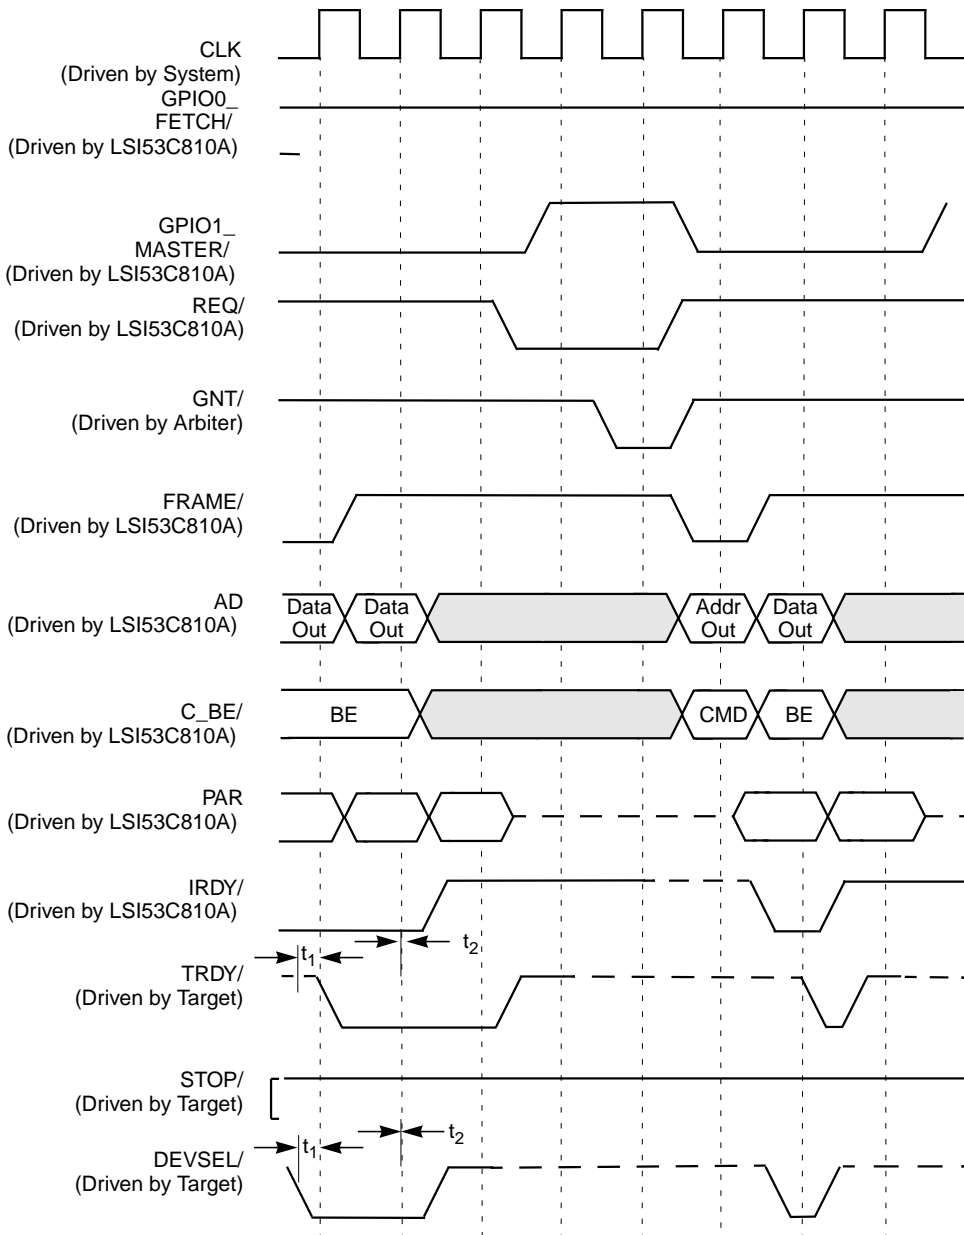 CLK
(Driven by System)
GPIO0_
FETCH/
(Driven by LSI53C810A)
GPIO1_
MASTER/
(Driven by LSI53C810A)
REQ/
(Driven by LSI53C810A)
GNT/
(Driven by Arbiter)
FRAME/
(Driven by LSI53C810A)
AD
(Driven by LSI53C810A)
Data Out
Data Out
Addr Out
Data Out
C_BE/
(Driven by LSI53C810A)
BE
CMD
BE
PAR
(Driven by LSI53C810A)
IRDY/
(Driven by LSI53C810A)
t1
t2
TRDY/
(Driven by Target)
STOP/
(Driven by Target)
t1
t2
DEVSEL/
(Driven by Target)